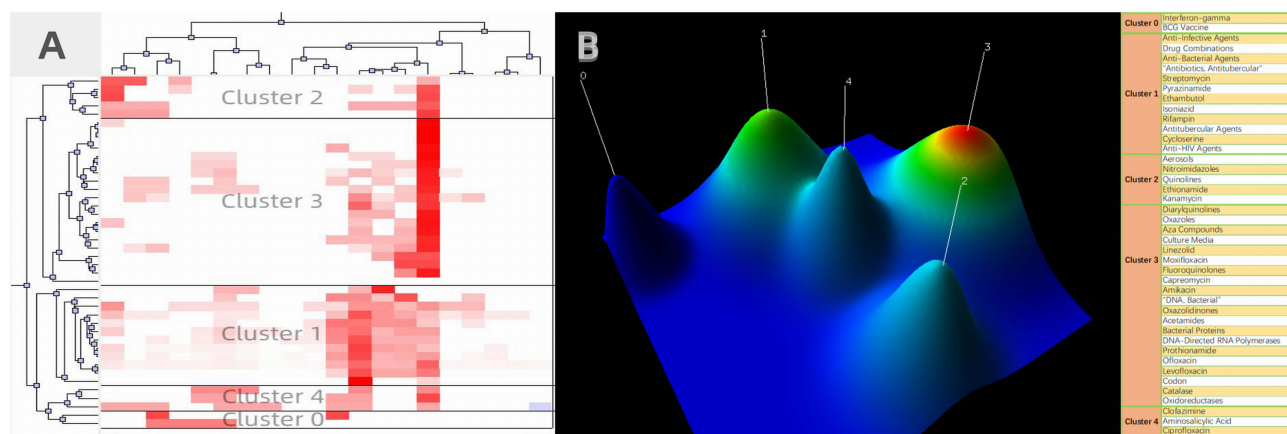 A
Cluster 2
Cluster 3
Cluster 1
Cluster 4
Cluster 0
B
0
1
4
3
2
Cluster 0
Interferon-gamma
BCG Vaccine
Cluster 1
Anti-Infective Agents
Drug Combinations
Anti-Bacterial Agents
"Antibiotics, Antitubercular"
Streptomycin
Pyrazinamide
Ethambutol
Isoniazid
Rifampin
Antitubercular Agents
Cycloserine
Anti-HIV Agents
Cluster 2
Aerosols
Nitroimidazoles
Quinolines
Ethionamide
Kanamycin
Cluster 3
Diarylquinolines
Oxazoles
Aza Compounds
Culture Media
Linezolid
Moxifloxacin
Fluoroquinolones
Capreomycin
Amikacin
"DNA, Bacterial"
Oxazolidinones
Acetamides
Bacterial Proteins
DNA-Directed RNA Polymerases
Prothionamide
Ofloxacin
Levofloxacin
Codon
Catalase
Oxidoreductases
Cluster 4
Clofazimine
Aminosalicylic Acid
Ciprofloxacin